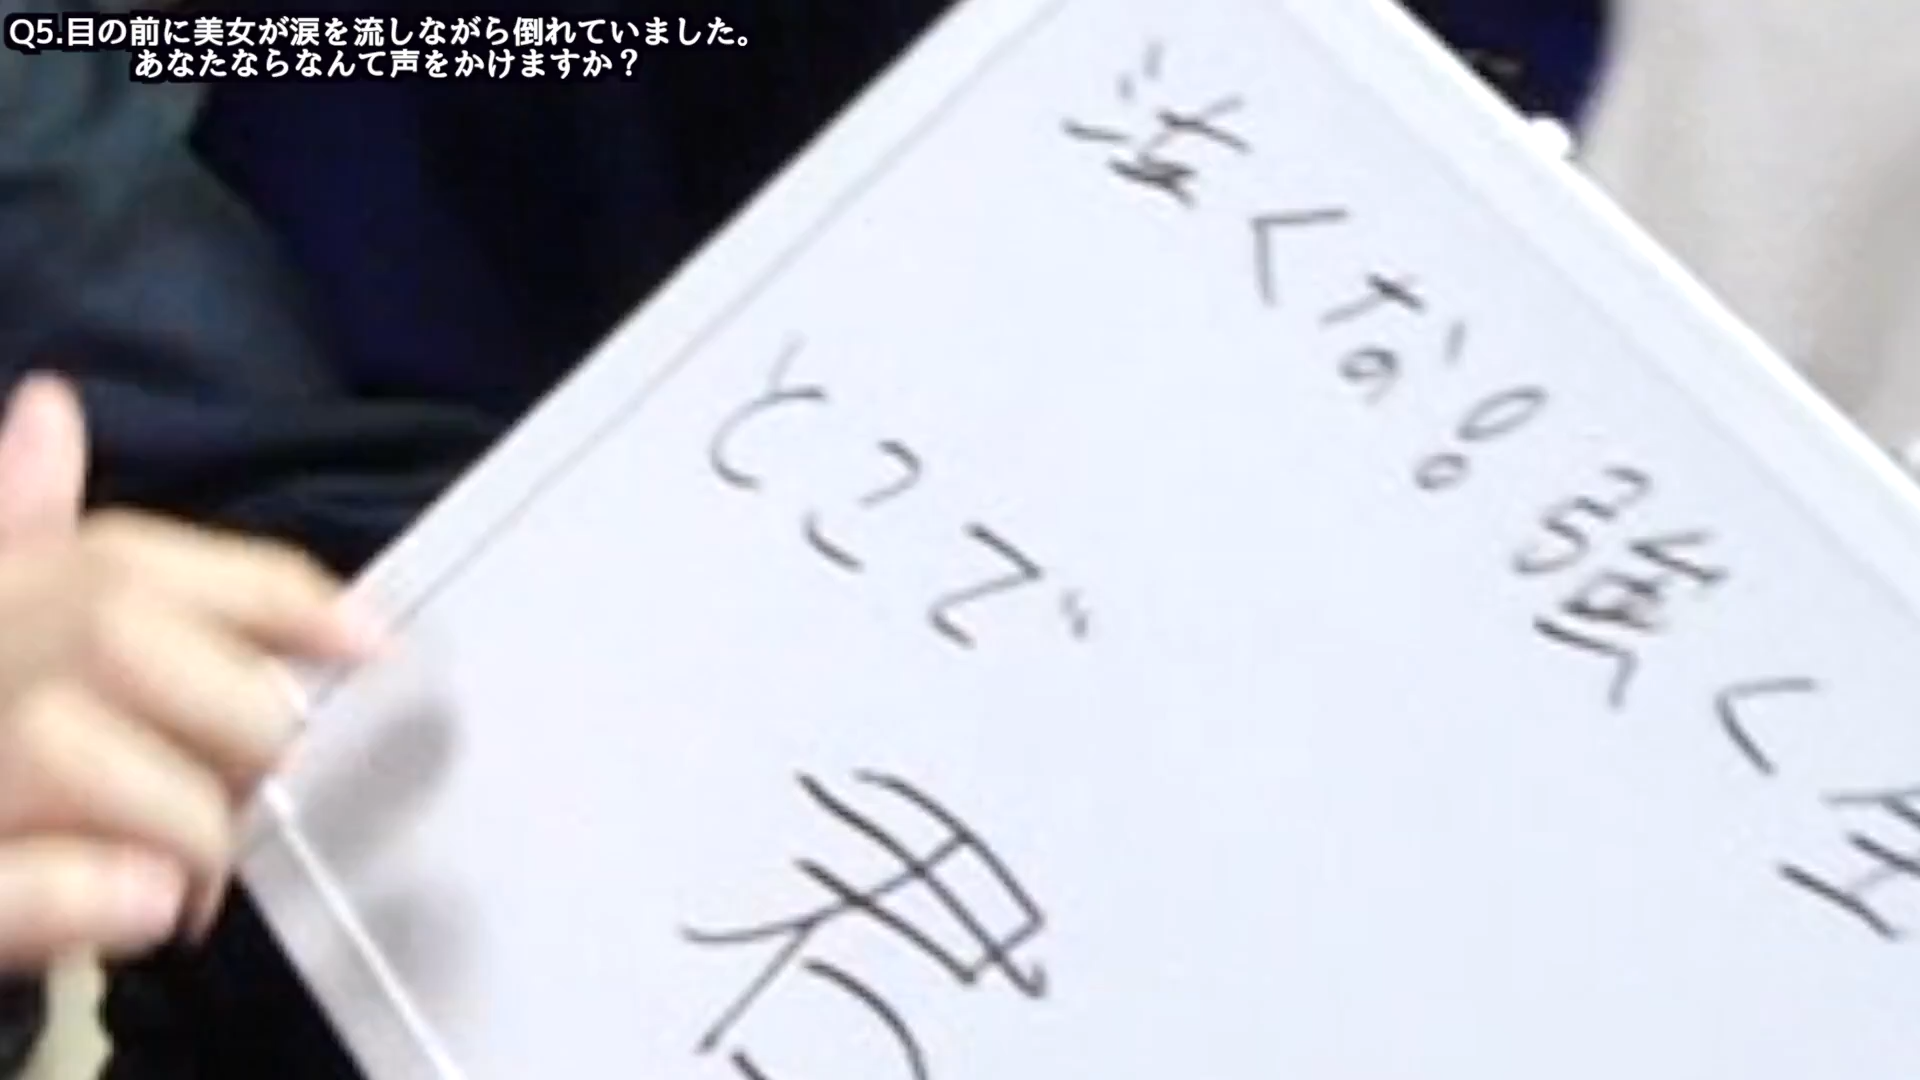 Q5.目の前に美女が涙を流しながら倒れていました。
あなたならなんて声をかけますか？
泣くな!強く生
とこで
君